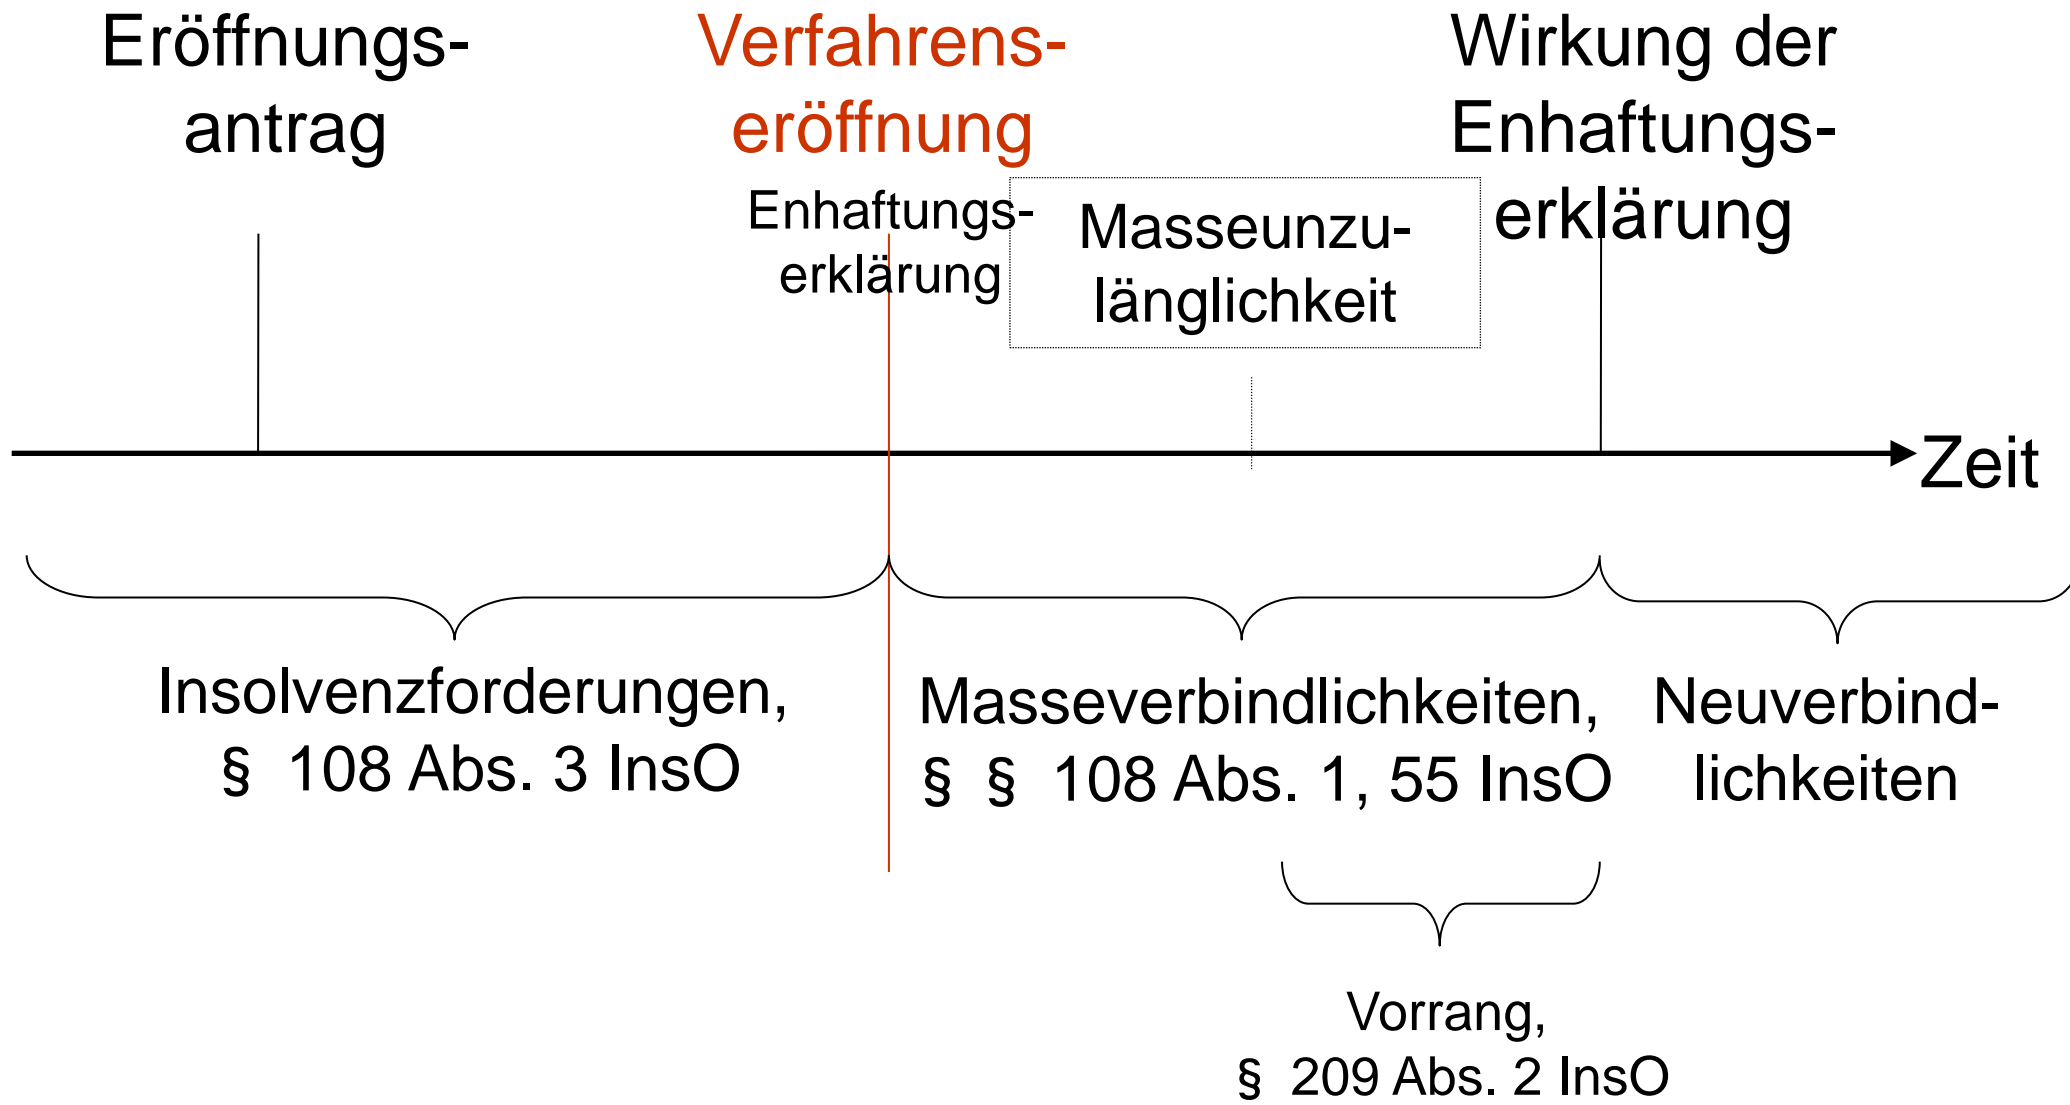 Eröffnungs-
antrag
Verfahrens-
eröffnung
Enhaftungs-
erklärung
Masseunzu-
länglichkeit
Wirkung der
Enhaftungs-
erklärung
Zeit
Insolvenzforderungen,
§ 108 Abs. 3 InsO
Masseverbindlichkeiten,
§ § 108 Abs. 1, 55 InsO
Neuverbind-
lichkeiten
Vorrang,
§ 209 Abs. 2 InsO